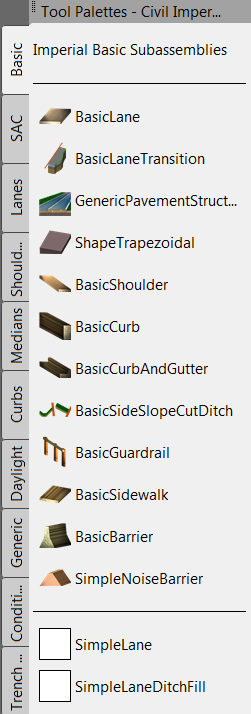 Tool Palettes - Civil Imper...
Imperial Basic Subassemblies
BasicLane
BasicLaneTransition
GenericPavementStruct...
ShapeTrapezoidal
BasicShoulder
BasicCurb
BasicCurbAndGutter
BasicSideSlopeCutDitch
BasicGuardrail
BasicSidewalk
BasicBarrier
SimpleNoiseBarrier
SimpleLane
SimpleLaneDitchFill
Basic
SAC
Lanes
Should...
Medians
Curbs
Daylight
Generic
Conditi...
Trench ...